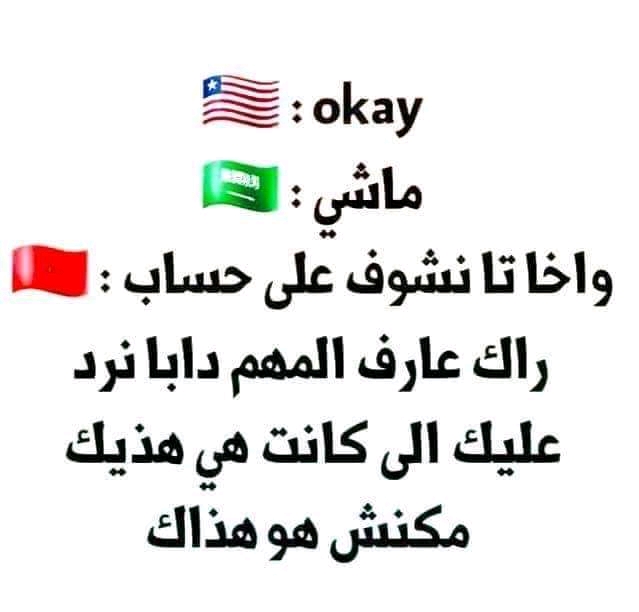 okay : 🇱🇷
ماشي : 🇸🇦
واخا تا نشوف على حساب : 🇲🇦
راك عارف المهم دابا نرد
عليك الى كانت هي هذيك
مكنش هو هذاك